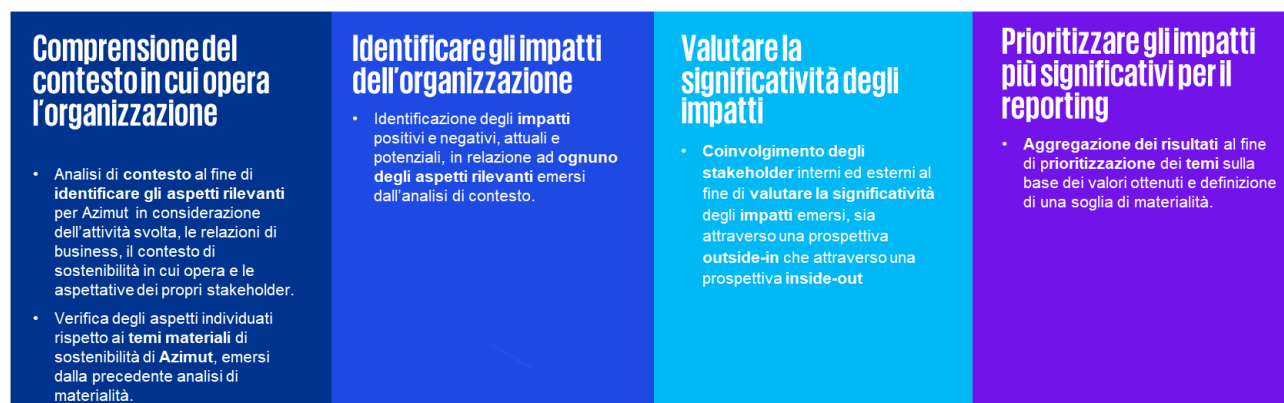 Comprensione del
contesto in cui opera
l'organizzazione
• Analisi di contesto al fine di
identificare gli aspetti rilevanti
per Azimut in considerazione
dell'attività svolta, le relazioni di
business, il contesto di
sostenibilità in cui opera e le
aspettative dei propri stakeholder.
• Verifica degli aspetti individuati
rispetto ai temi materiali di
sostenibilità di Azimut, emersi
dalla precedente analisi di
materialità.
Identificare gli impatti
dell'organizzazione
• Identificazione degli impatti
positivi e negativi, attuali e
potenziali, in relazione ad ognuno
degli aspetti rilevanti emersi
dall'analisi di contesto.
Valutare la
significatività degli
impatti
• Coinvolgimento degli
stakeholder interni ed esterni al
fine di valutare la significatività
degli impatti emersi, sia
attraverso una prospettiva
outside-in che attraverso una
prospettiva inside-out
Prioritizzare gli impatti
più significativi per il
reporting
• Aggregazione dei risultati al fine
di prioritizzazione dei temi sulla
base dei valori ottenuti e definizione
di una soglia di materialità.